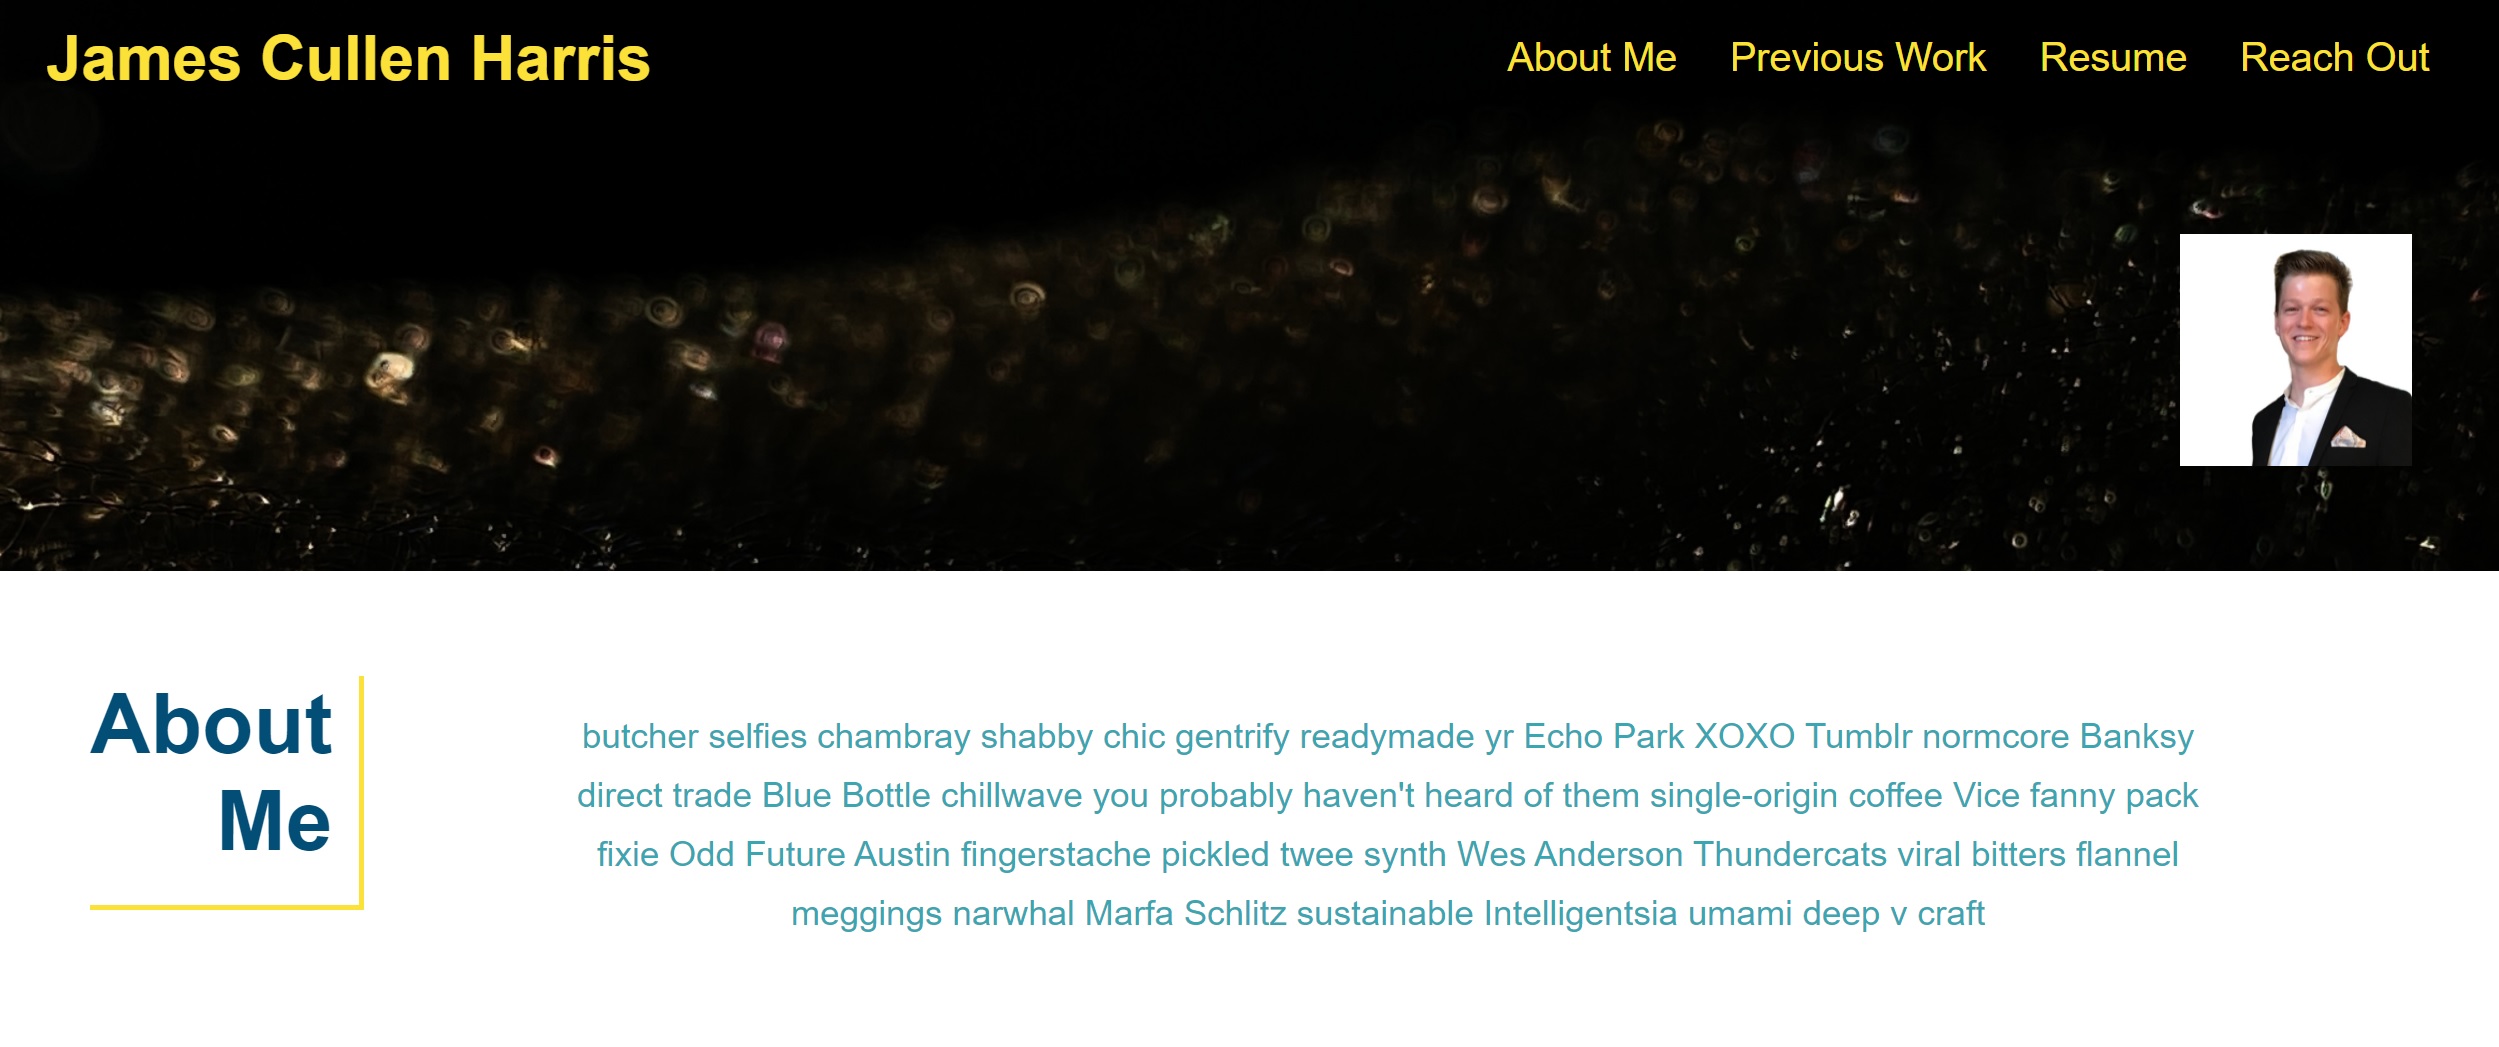 James Cullen Harris
About Me
Previous Work
Resume
Reach Out
About
Me
butcher selfies chambray shabby chic gentrify readymade yr Echo Park XOXO Tumblr normcore Banksy
direct trade Blue Bottle chillwave you probably haven't heard of them single-origin coffee Vice fanny pack
fixie Odd Future Austin fingerstache pickled twee synth Wes Anderson Thundercats viral bitters flannel
meggings narwhal Marfa Schlitz sustainable Intelligentsia umami deep v craft